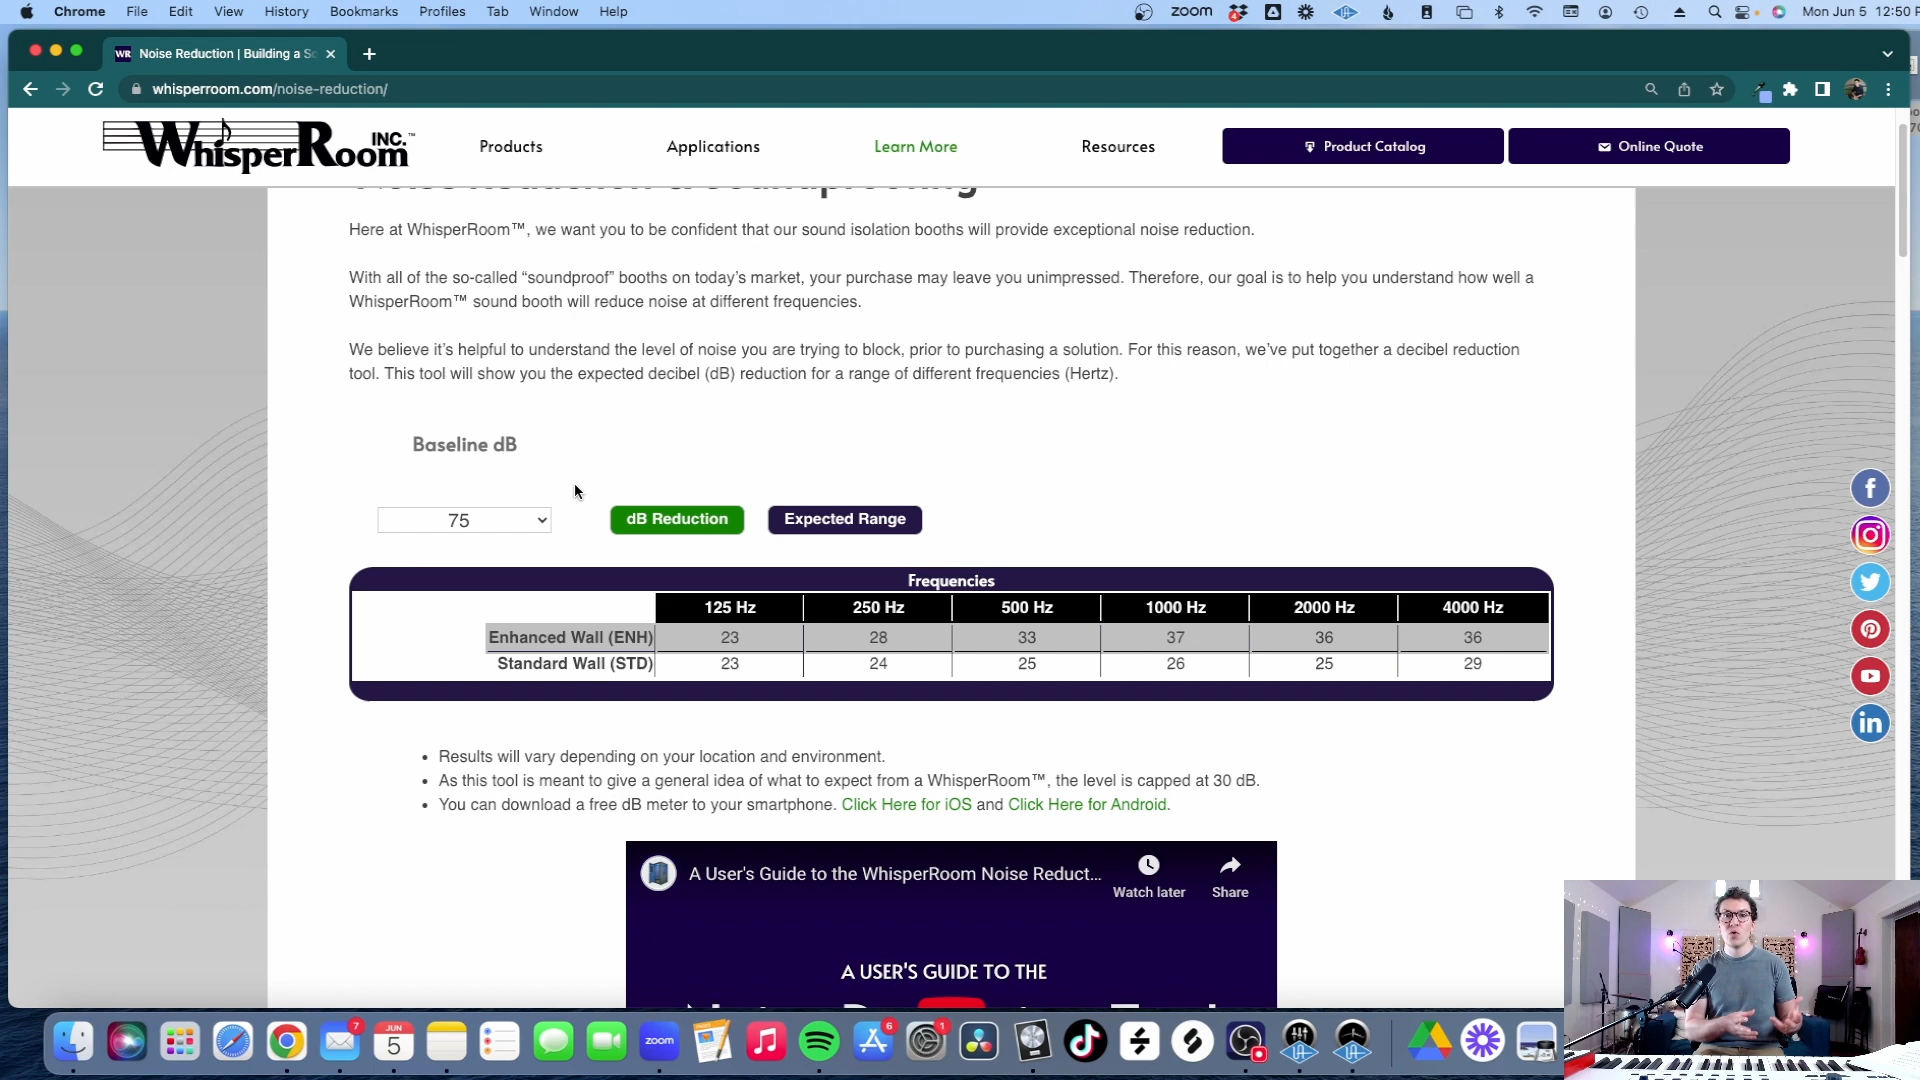 Chrome File Edit View History Bookmarks Profiles Tab Window Help zoom Mon Jun 5 12:50
WR Noise Reduction | Building a
whisperroom.com/noise-reduction/
WhisperRoom INC.™ Products Applications Learn More Resources Product Catalog Online Quote
Noise Reduction & Soundproofing
Here at WhisperRoom™, we want you to be confident that our sound isolation booths will provide exceptional noise reduction.
With all of the so-called “soundproof” booths on today’s market, your purchase may leave you unimpressed. Therefore, our goal is to help you understand how well a
WhisperRoom™ sound booth will reduce noise at different frequencies.
We believe it’s helpful to understand the level of noise you are trying to block, prior to purchasing a solution. For this reason, we’ve put together a decibel reduction
tool. This tool will show you the expected decibel (dB) reduction for a range of different frequencies (Hertz).
Baseline dB
75 dB Reduction Expected Range
Frequencies
125 Hz 250 Hz 500 Hz 1000 Hz 2000 Hz 4000 Hz
Enhanced Wall (ENH) 23 28 33 37 36 36
Standard Wall (STD) 23 24 25 26 25 29
Results will vary depending on your location and environment.
As this tool is meant to give a general idea of what to expect from a WhisperRoom™, the level is capped at 30 dB.
You can download a free dB meter to your smartphone. Click Here for iOS and Click Here for Android.
A User's Guide to the WhisperRoom Noise Reduct...
Watch later Share
A USER'S GUIDE TO THE
7 JUN 5 zoom 6 1